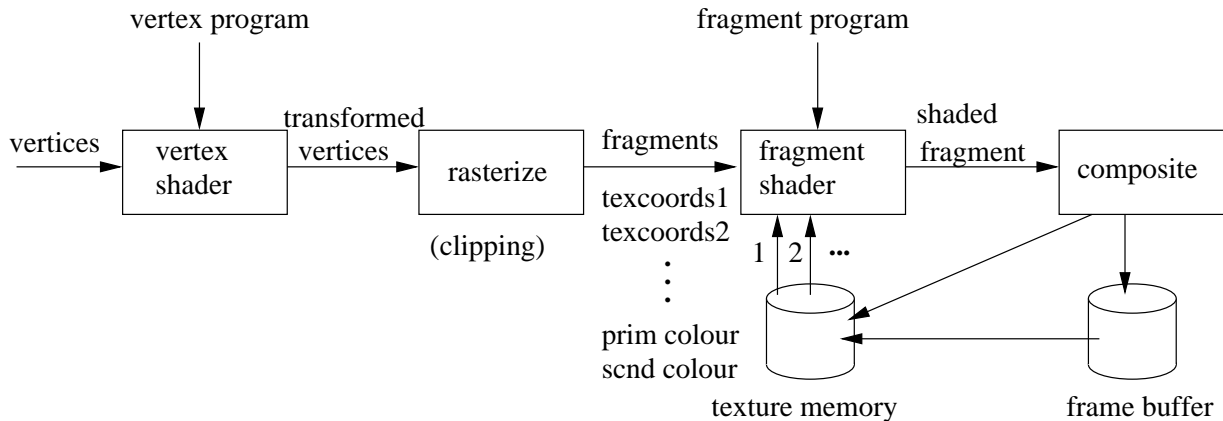 vertex program
fragment program
vertices
vertex
shader
transformed
vertices
rasterize
(clipping)
fragments
texcoords1
texcoords2
prim colour
scnd colour
fragment
shader
1
2
...
shaded
fragment
composite
texture memory
frame buffer